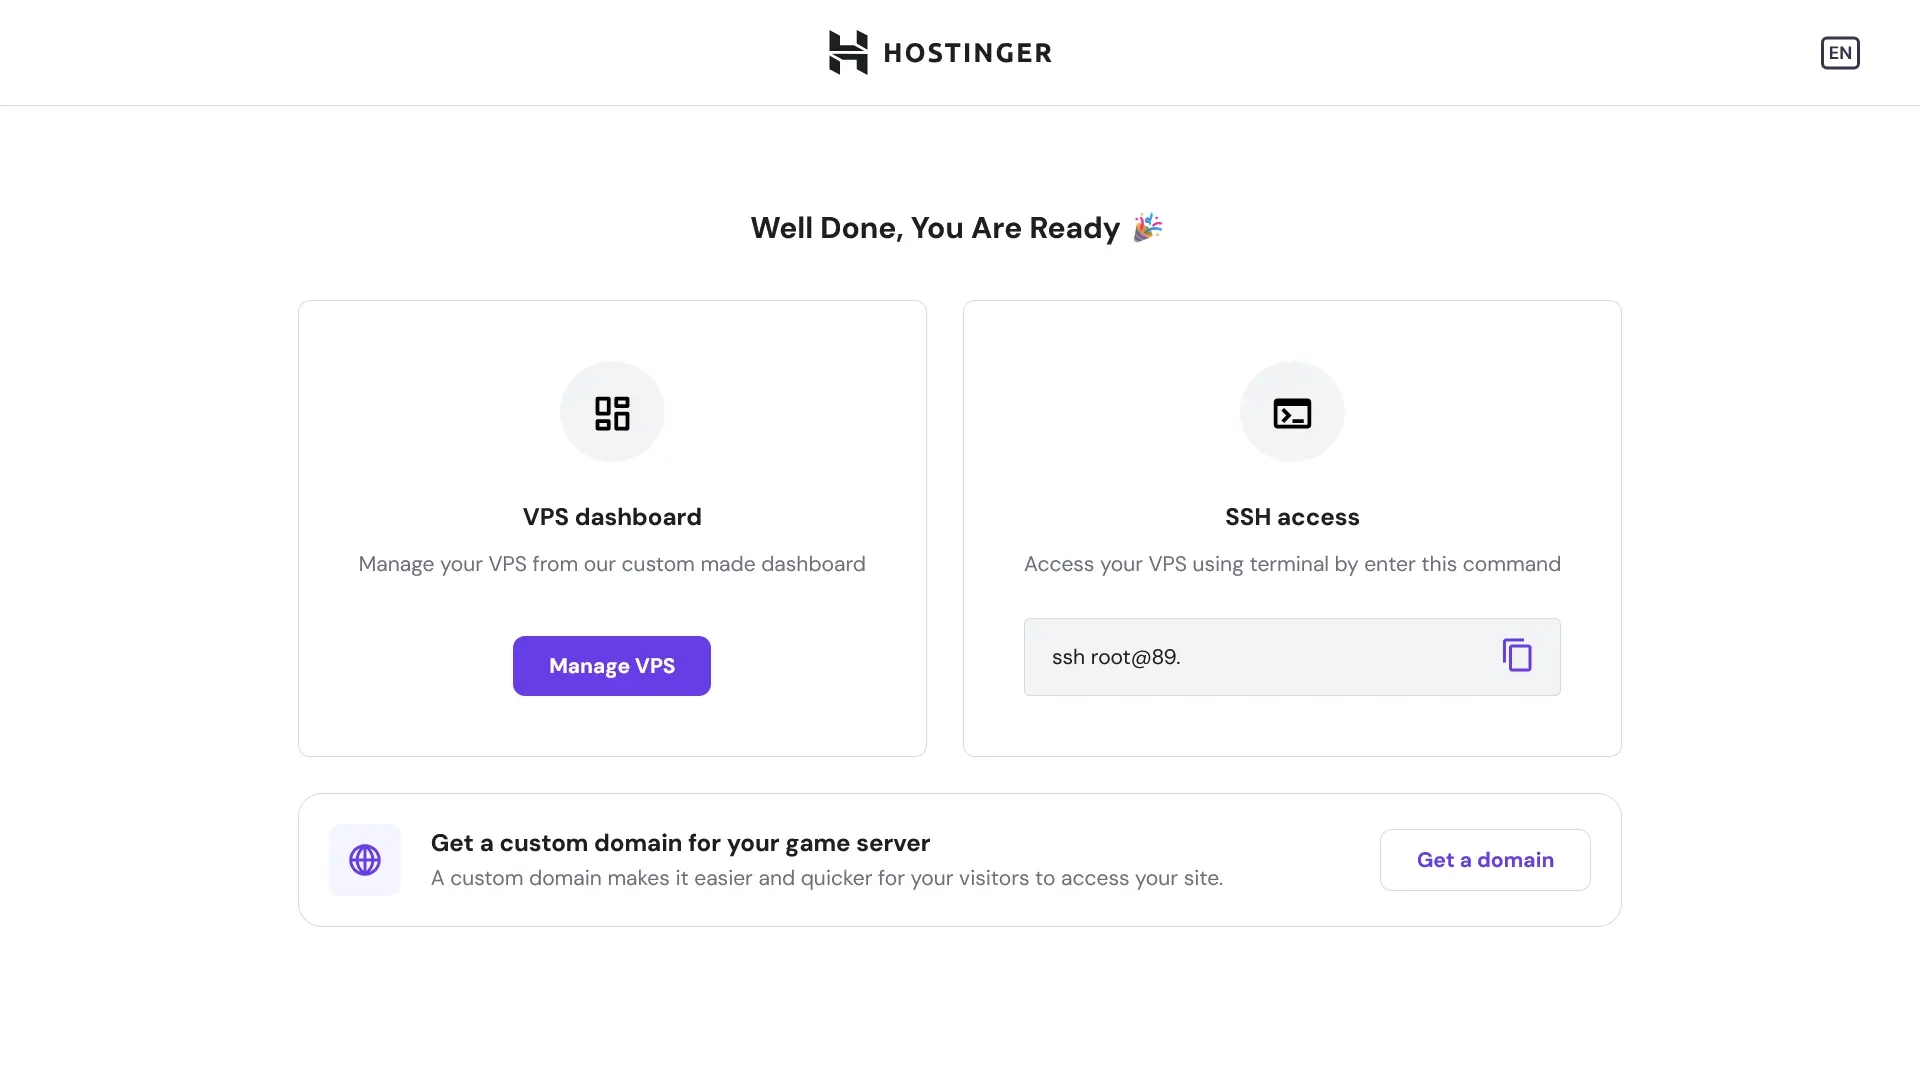 HOSTINGER
EN
Well Done, You Are Ready 🎉
VPS dashboard
Manage your VPS from our custom made dashboard
Manage VPS
SSH access
Access your VPS using terminal by enter this command
ssh root@89.
Get a custom domain for your game server
A custom domain makes it easier and quicker for your visitors to access your site.
Get a domain